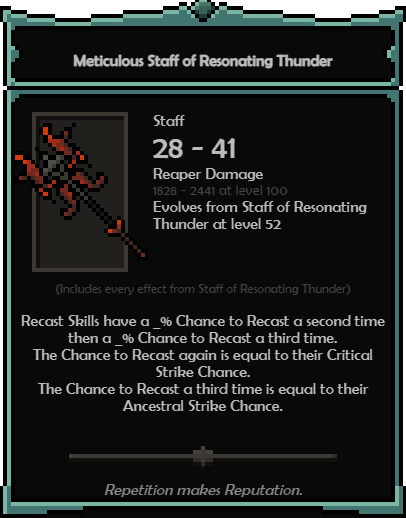 Meticulous Staff of Resonating Thunder
Staff
28 - 41
Reaper Damage
1828 - 2441 at level 100
Evolves from Staff of Resonating
Thunder at level 52
(Includes every effect from Staff of Resonating Thunder)
Recast Skills have a _% Chance to Recast a second time
then a _% Chance to Recast a third time.
The Chance to Recast again is equal to their Critical
Strike Chance.
The Chance to Recast a third time is equal to their
Ancestral Strike Chance.
Repetition makes Reputation.